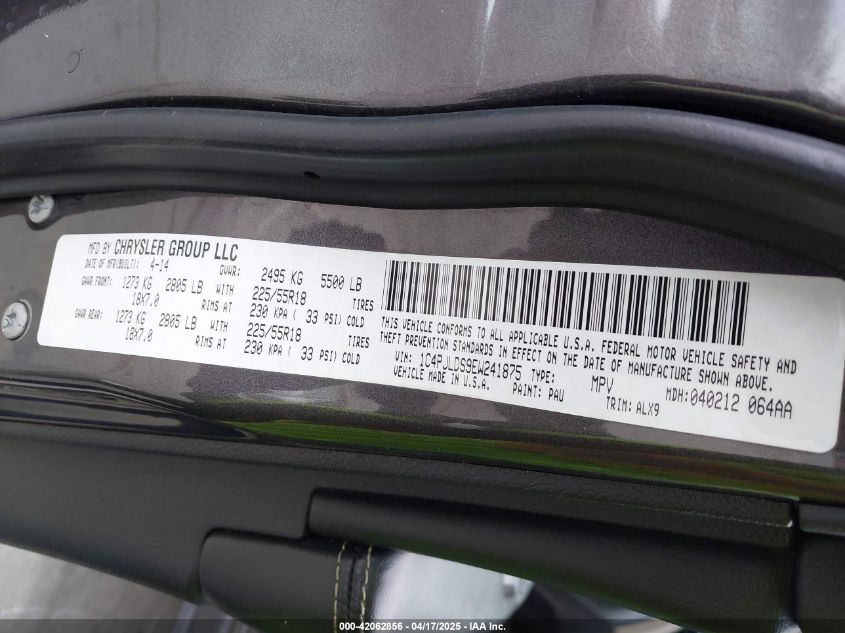 MFD BY CHRYSLER GROUP LLC
DATE OF MFR(BUILT): 4-14 GVWR: 2495 KG 5500 LB
GAWR FRONT: 1273 KG 2805 LB WITH 225/55R18 TIRES
18X7.0 RIMS AT 230 KPA ( 33 PSI) COLD
GAWR REAR: 1273 KG 2805 LB WITH 225/55R18 TIRES
18X7.0 RIMS AT 230 KPA ( 33 PSI) COLD
THIS VEHICLE CONFORMS TO ALL APPLICABLE U.S.A. FEDERAL MOTOR VEHICLE SAFETY AND
THEFT PREVENTION STANDARDS IN EFFECT ON THE DATE OF MANUFACTURE SHOWN ABOVE.
VIN: 1C4PJLDS9EW241875 TYPE: MPV MDH:040212 064AA
VEHICLE MADE IN U.S.A. PAINT: PAU TRIM: ALX9
000-42062856 - 04/17/2025 - IAA Inc.